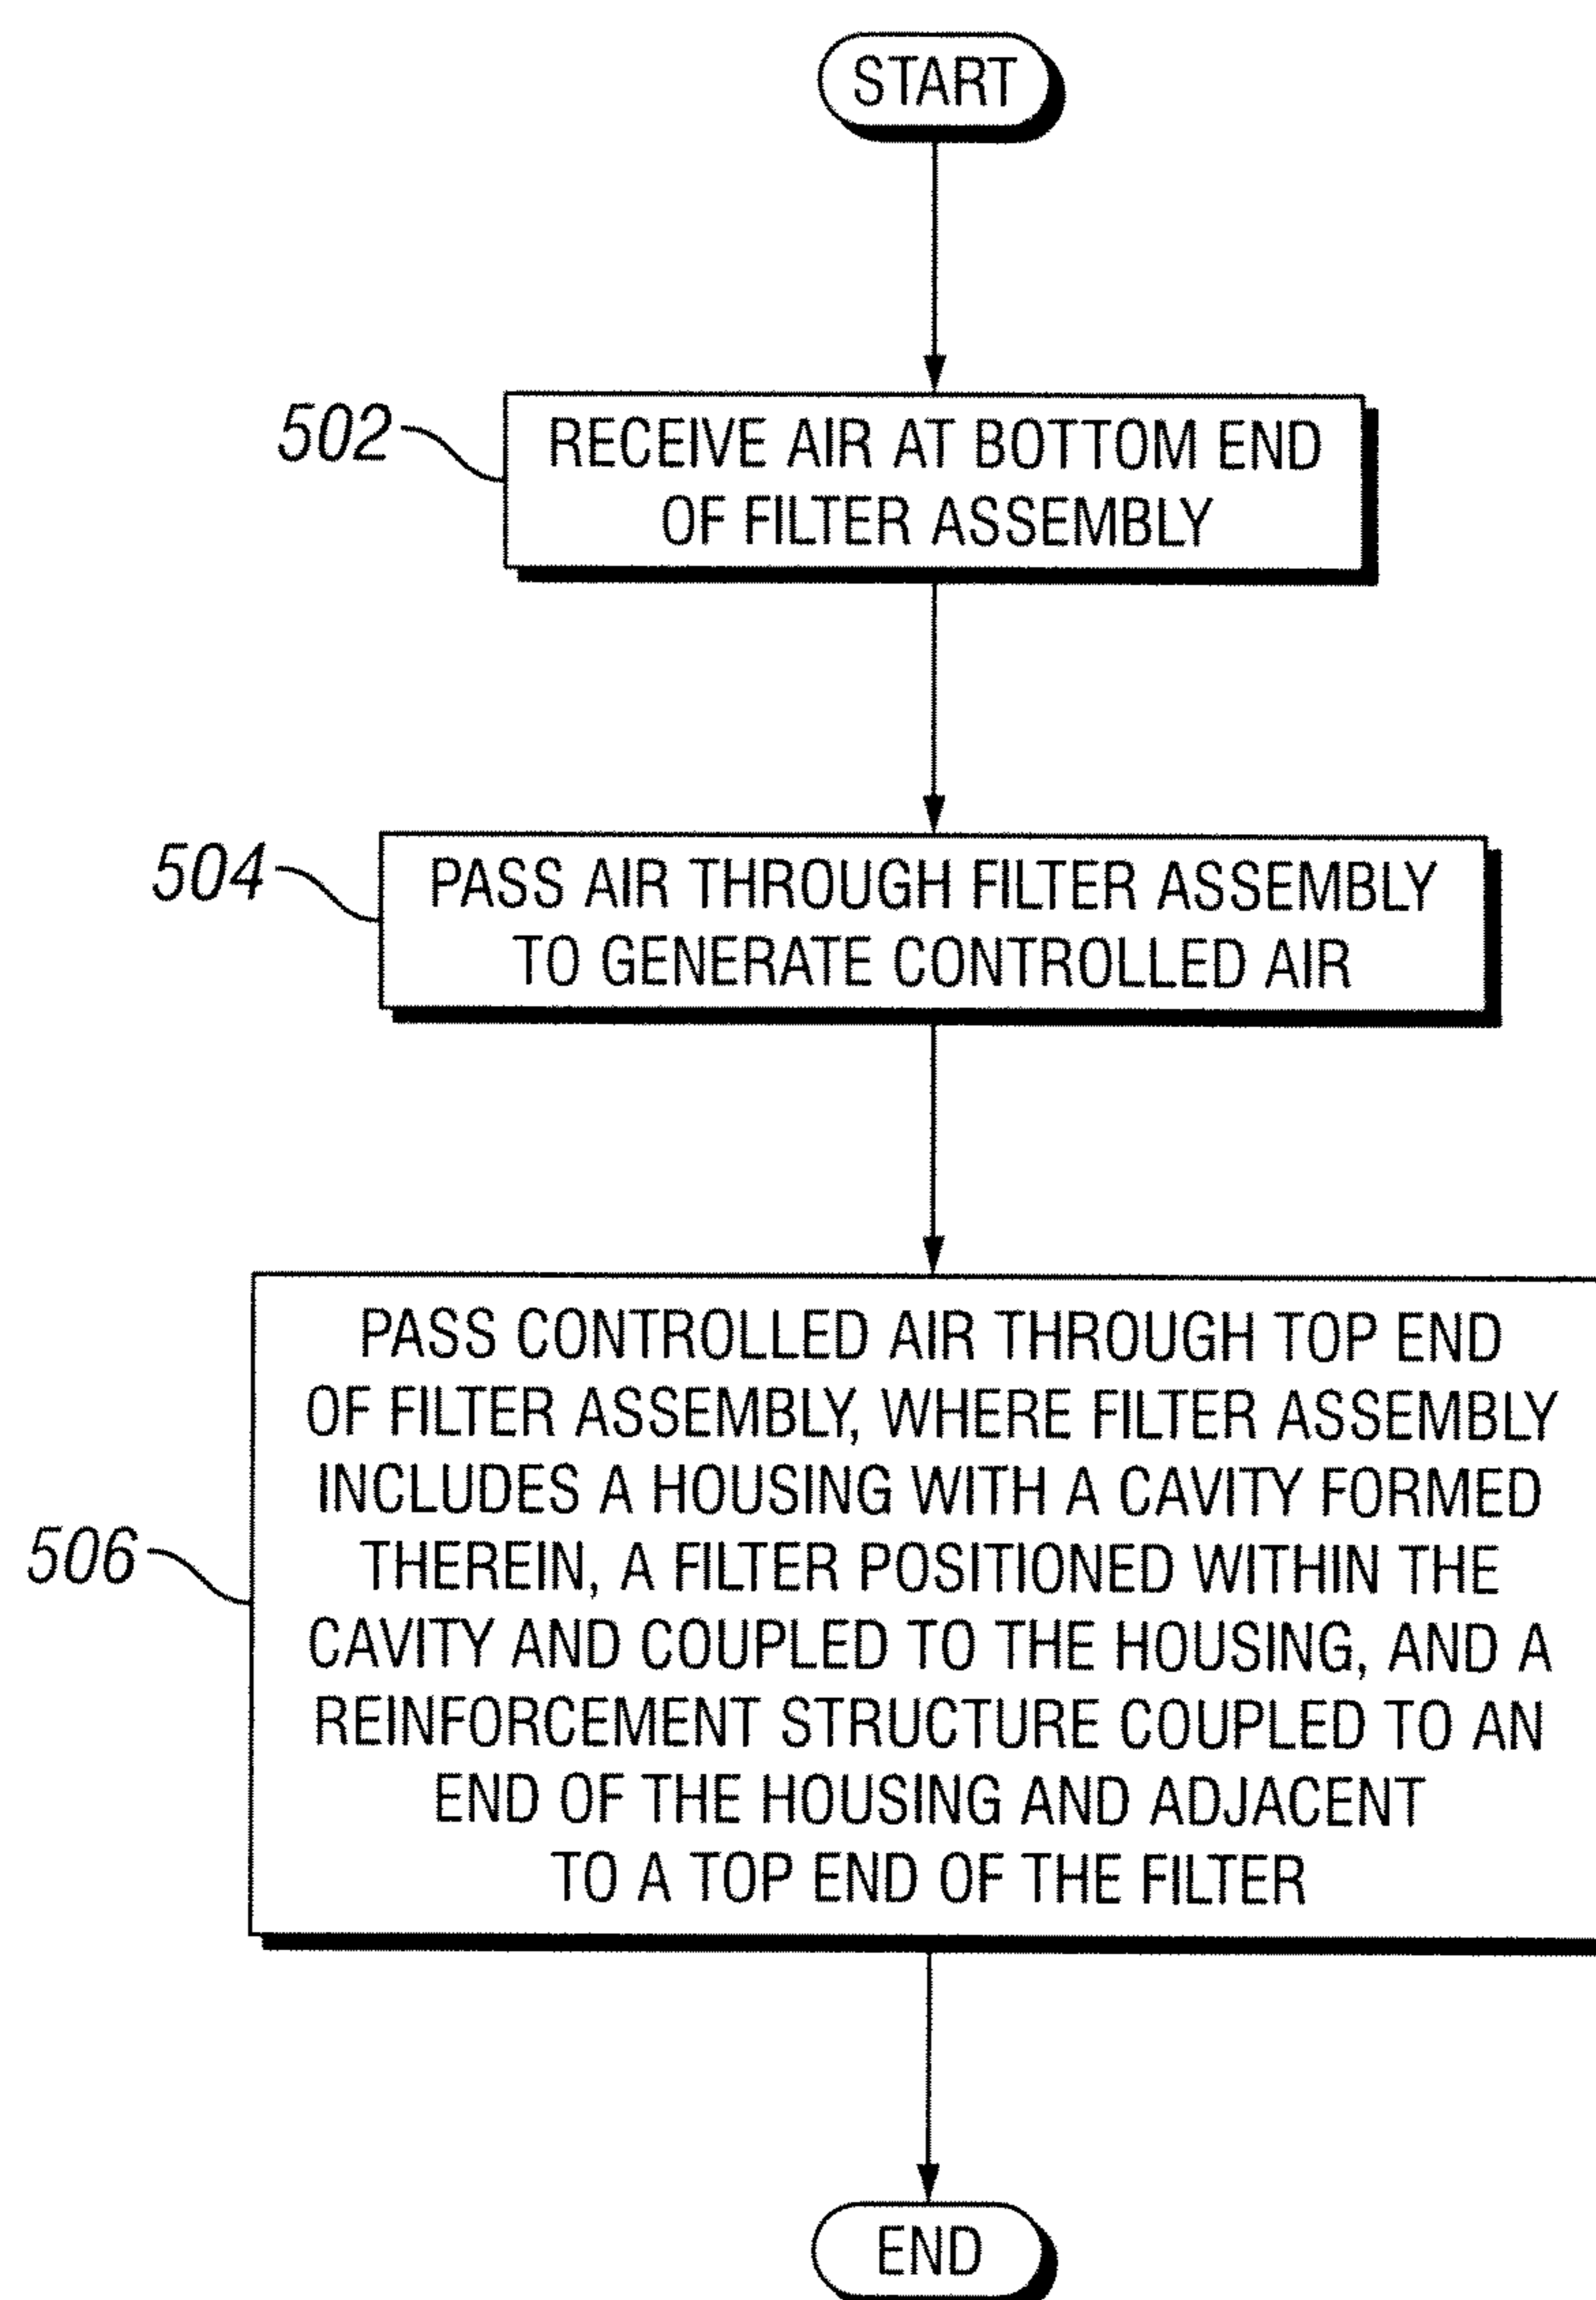 START
502
RECEIVE AIR AT BOTTOM END
OF FILTER ASSEMBLY
504
PASS AIR THROUGH FILTER ASSEMBLY
TO GENERATE CONTROLLED AIR
506
PASS CONTROLLED AIR THROUGH TOP END
OF FILTER ASSEMBLY, WHERE FILTER ASSEMBLY
INCLUDES A HOUSING WITH A CAVITY FORMED
THEREIN, A FILTER POSITIONED WITHIN THE
CAVITY AND COUPLED TO THE HOUSING, AND A
REINFORCEMENT STRUCTURE COUPLED TO AN
END OF THE HOUSING AND ADJACENT
TO A TOP END OF THE FILTER
END